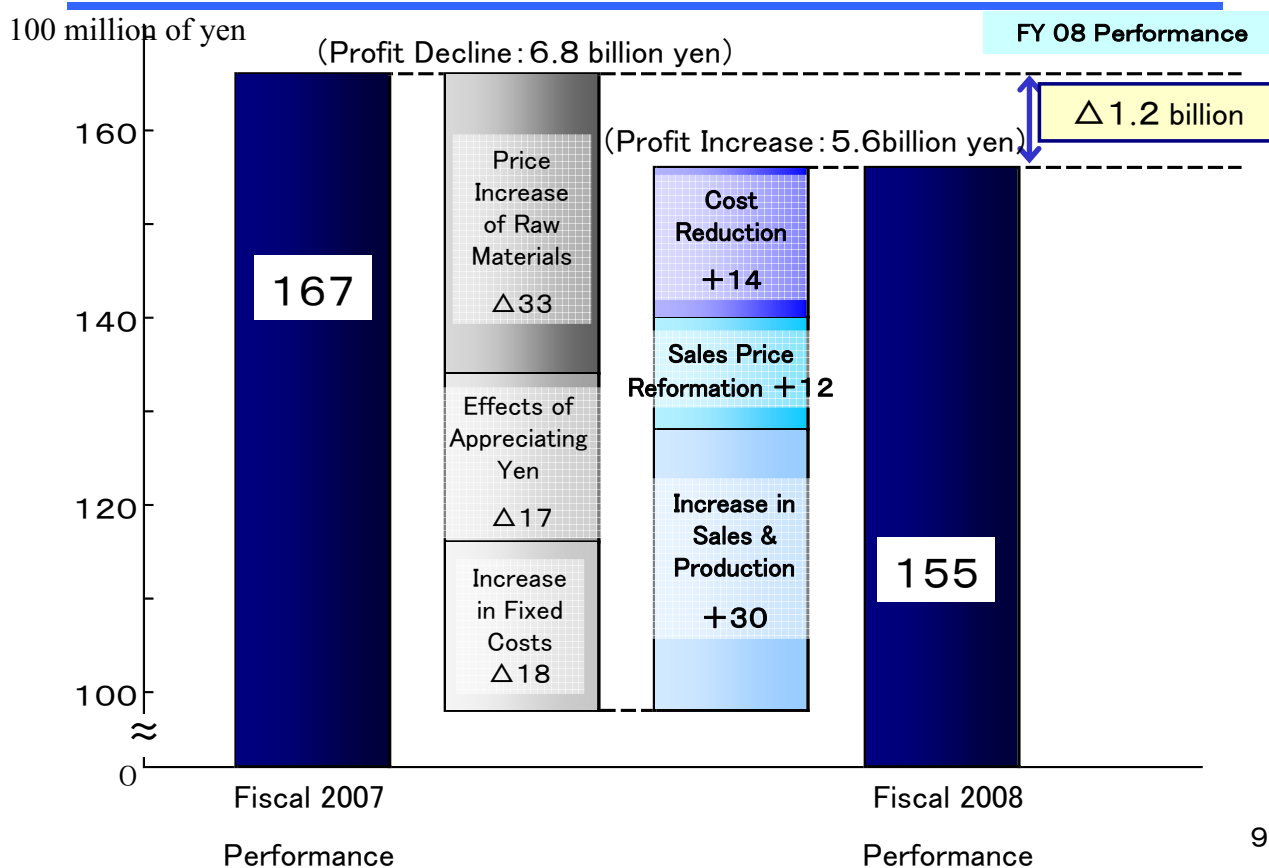 100 million of yen
FY 08 Performance
(Profit Decline:6.8 billion yen)
△1.2 billion
(Profit Increase:5.6billion yen)
160
140
120
100
≈
0
167
Price
Increase
of Raw
Materials
△33
Effects of
Appreciating
Yen
△17
Increase
in Fixed
Costs
△18
Cost
Reduction
+14
Sales Price
Reformation +12
Increase in
Sales &
Production
+30
155
Fiscal 2007
Performance
Fiscal 2008
Performance
9